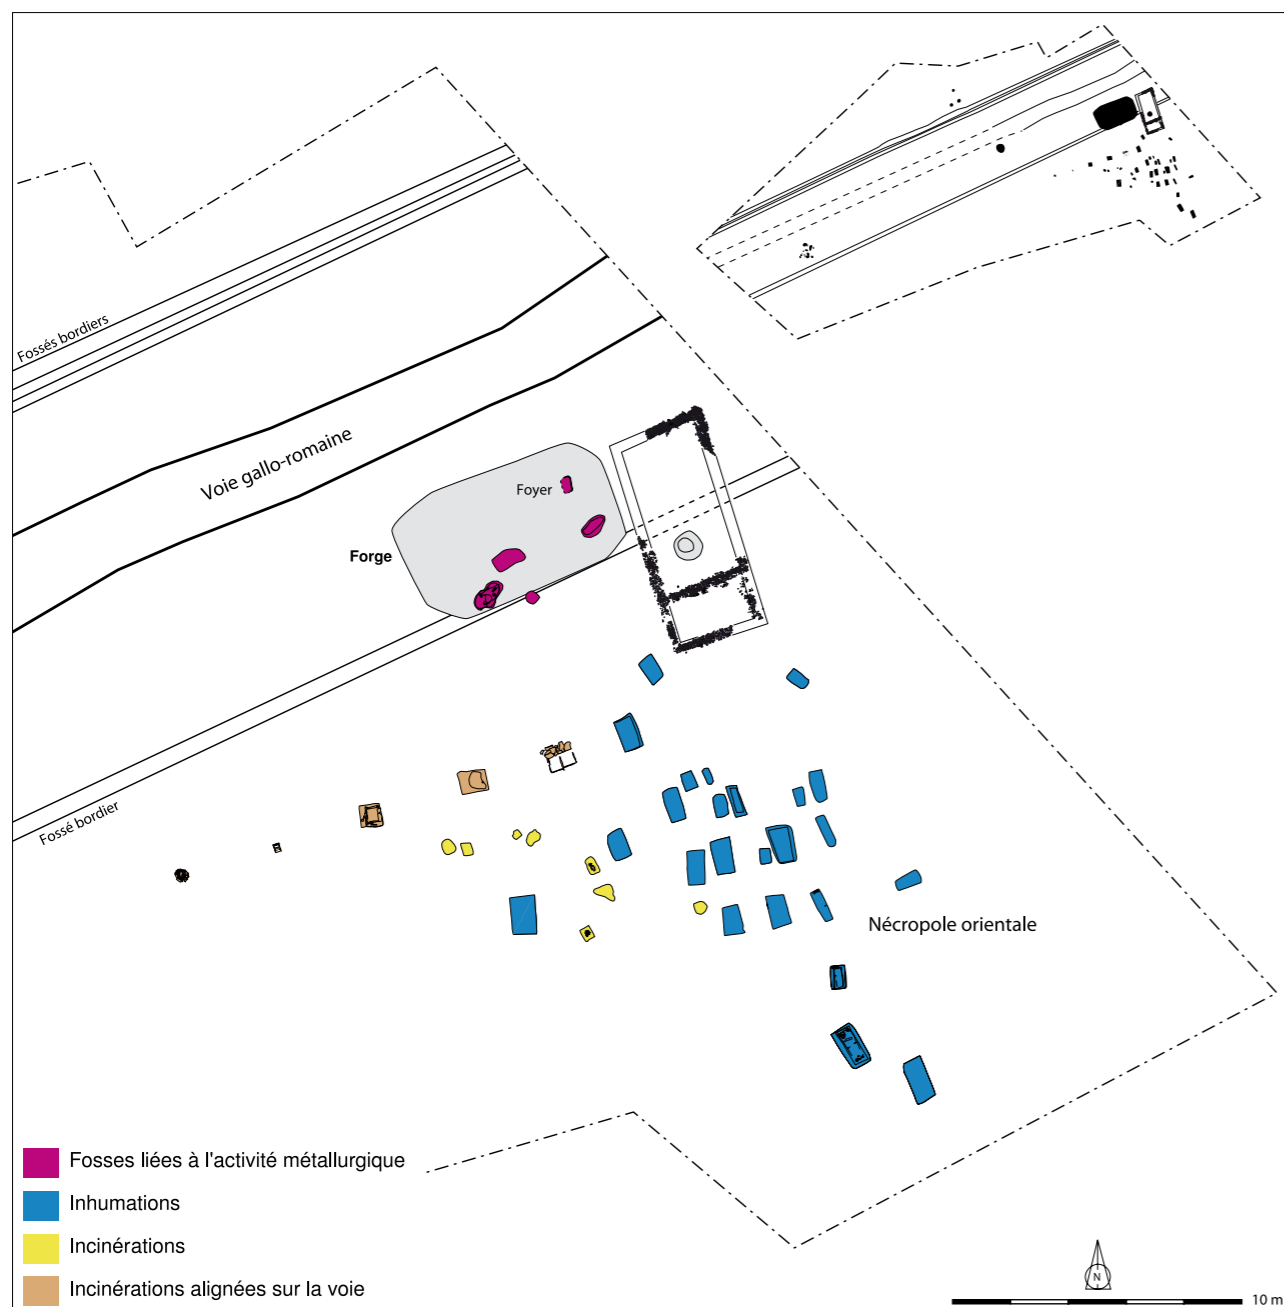 Fossés bordiers
Voie gallo-romaine
Foyer
Forge
Fossé bordier
Nécropole orientale
Fosses liées à l'activité métallurgique
Inhumations
Incinérations
Incinérations alignées sur la voie
N
10 m